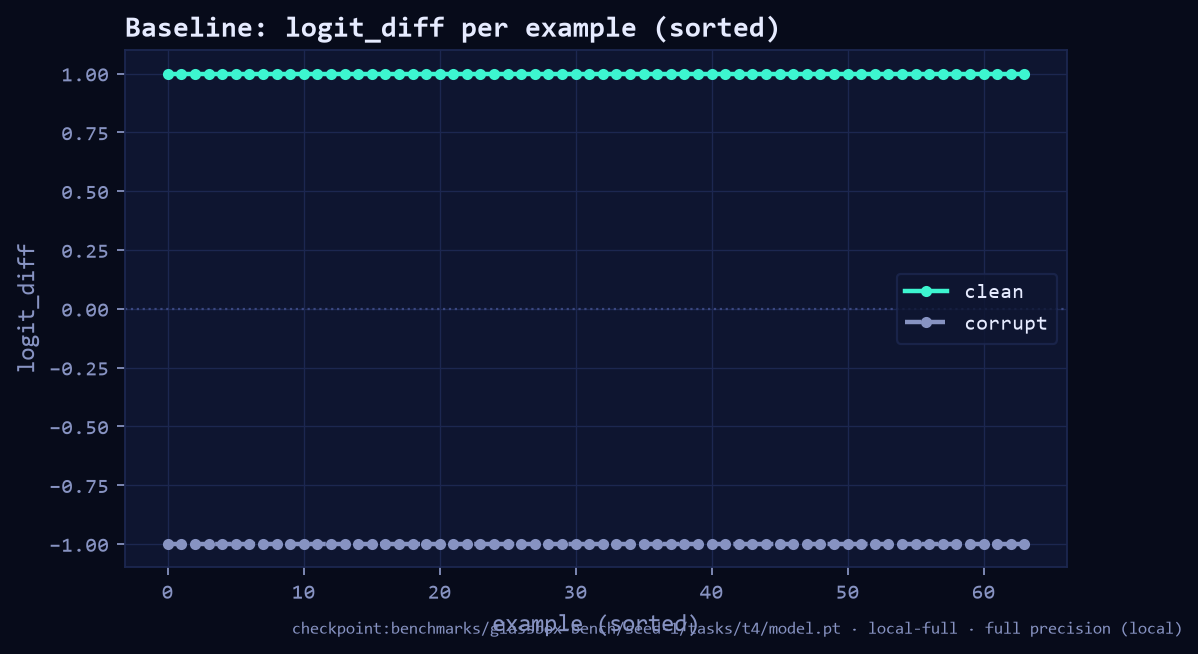 Baseline: logit_diff per example (sorted)
logit_diff
1.00
0.75
0.50
0.25
0.00
−0.25
−0.50
−0.75
−1.00
clean
corrupt
0 10 20 30 40 50 60
example (sorted)
checkpoint:benchmarks/glassbox-bench/seed-1/tasks/t4/model.pt · local-full · full precision (local)